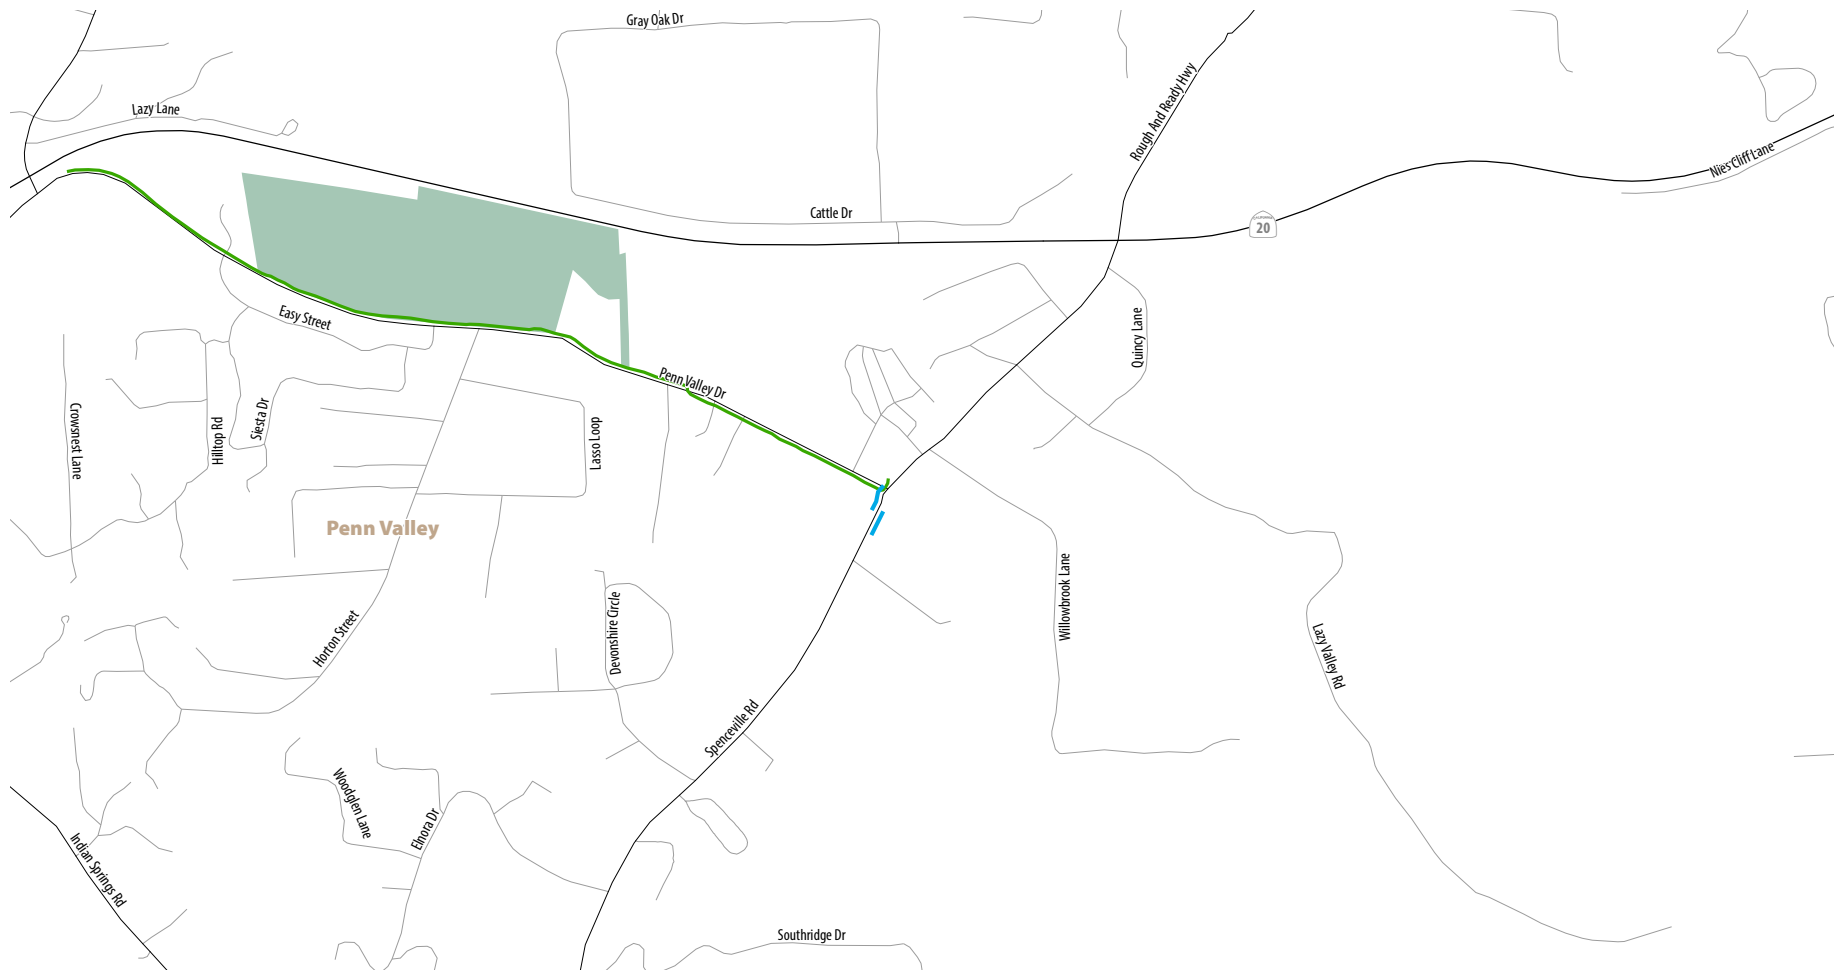 Gray Oak Dr
Lazy Lane
Rough And Ready Hwy
Nies Cliff Lane
Cattle Dr
CALIFORNIA
20
Easy Street
Quincy Lane
Penn Valley Dr
Crowsnest Lane
Hilltop Rd
Siesta Dr
Lasso Loop
Penn Valley
Willowbrook Lane
Devonshire Circle
Horton Street
Lazy Valley Rd
Spenceville Rd
Woodglen Lane
Elnora Dr
Indian Springs Rd
Southridge Dr